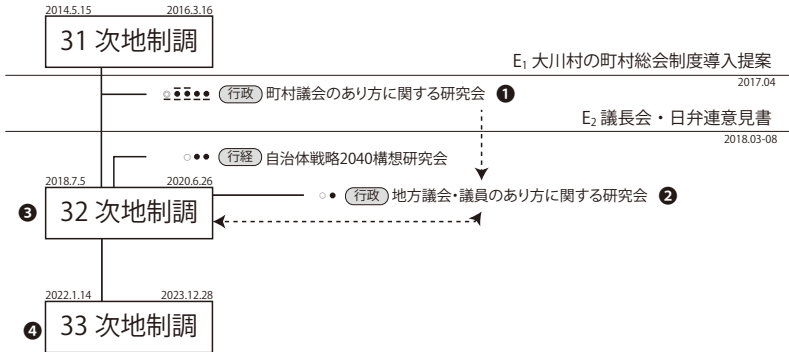 2014.5.15 2016.3.16
31 次地制調
E1 大川村の町村総会制度導入提案
2017.04
行政 町村議会のあり方に関する研究会 ❶
E2 議長会・日弁連意見書
2018.03-08
行経 自治体戦略2040構想研究会
2018.7.5 2020.6.26
行政 地方議会・議員のあり方に関する研究会 ❷
❸ 32 次地制調
2022.1.14 2023.12.28
❹ 33 次地制調